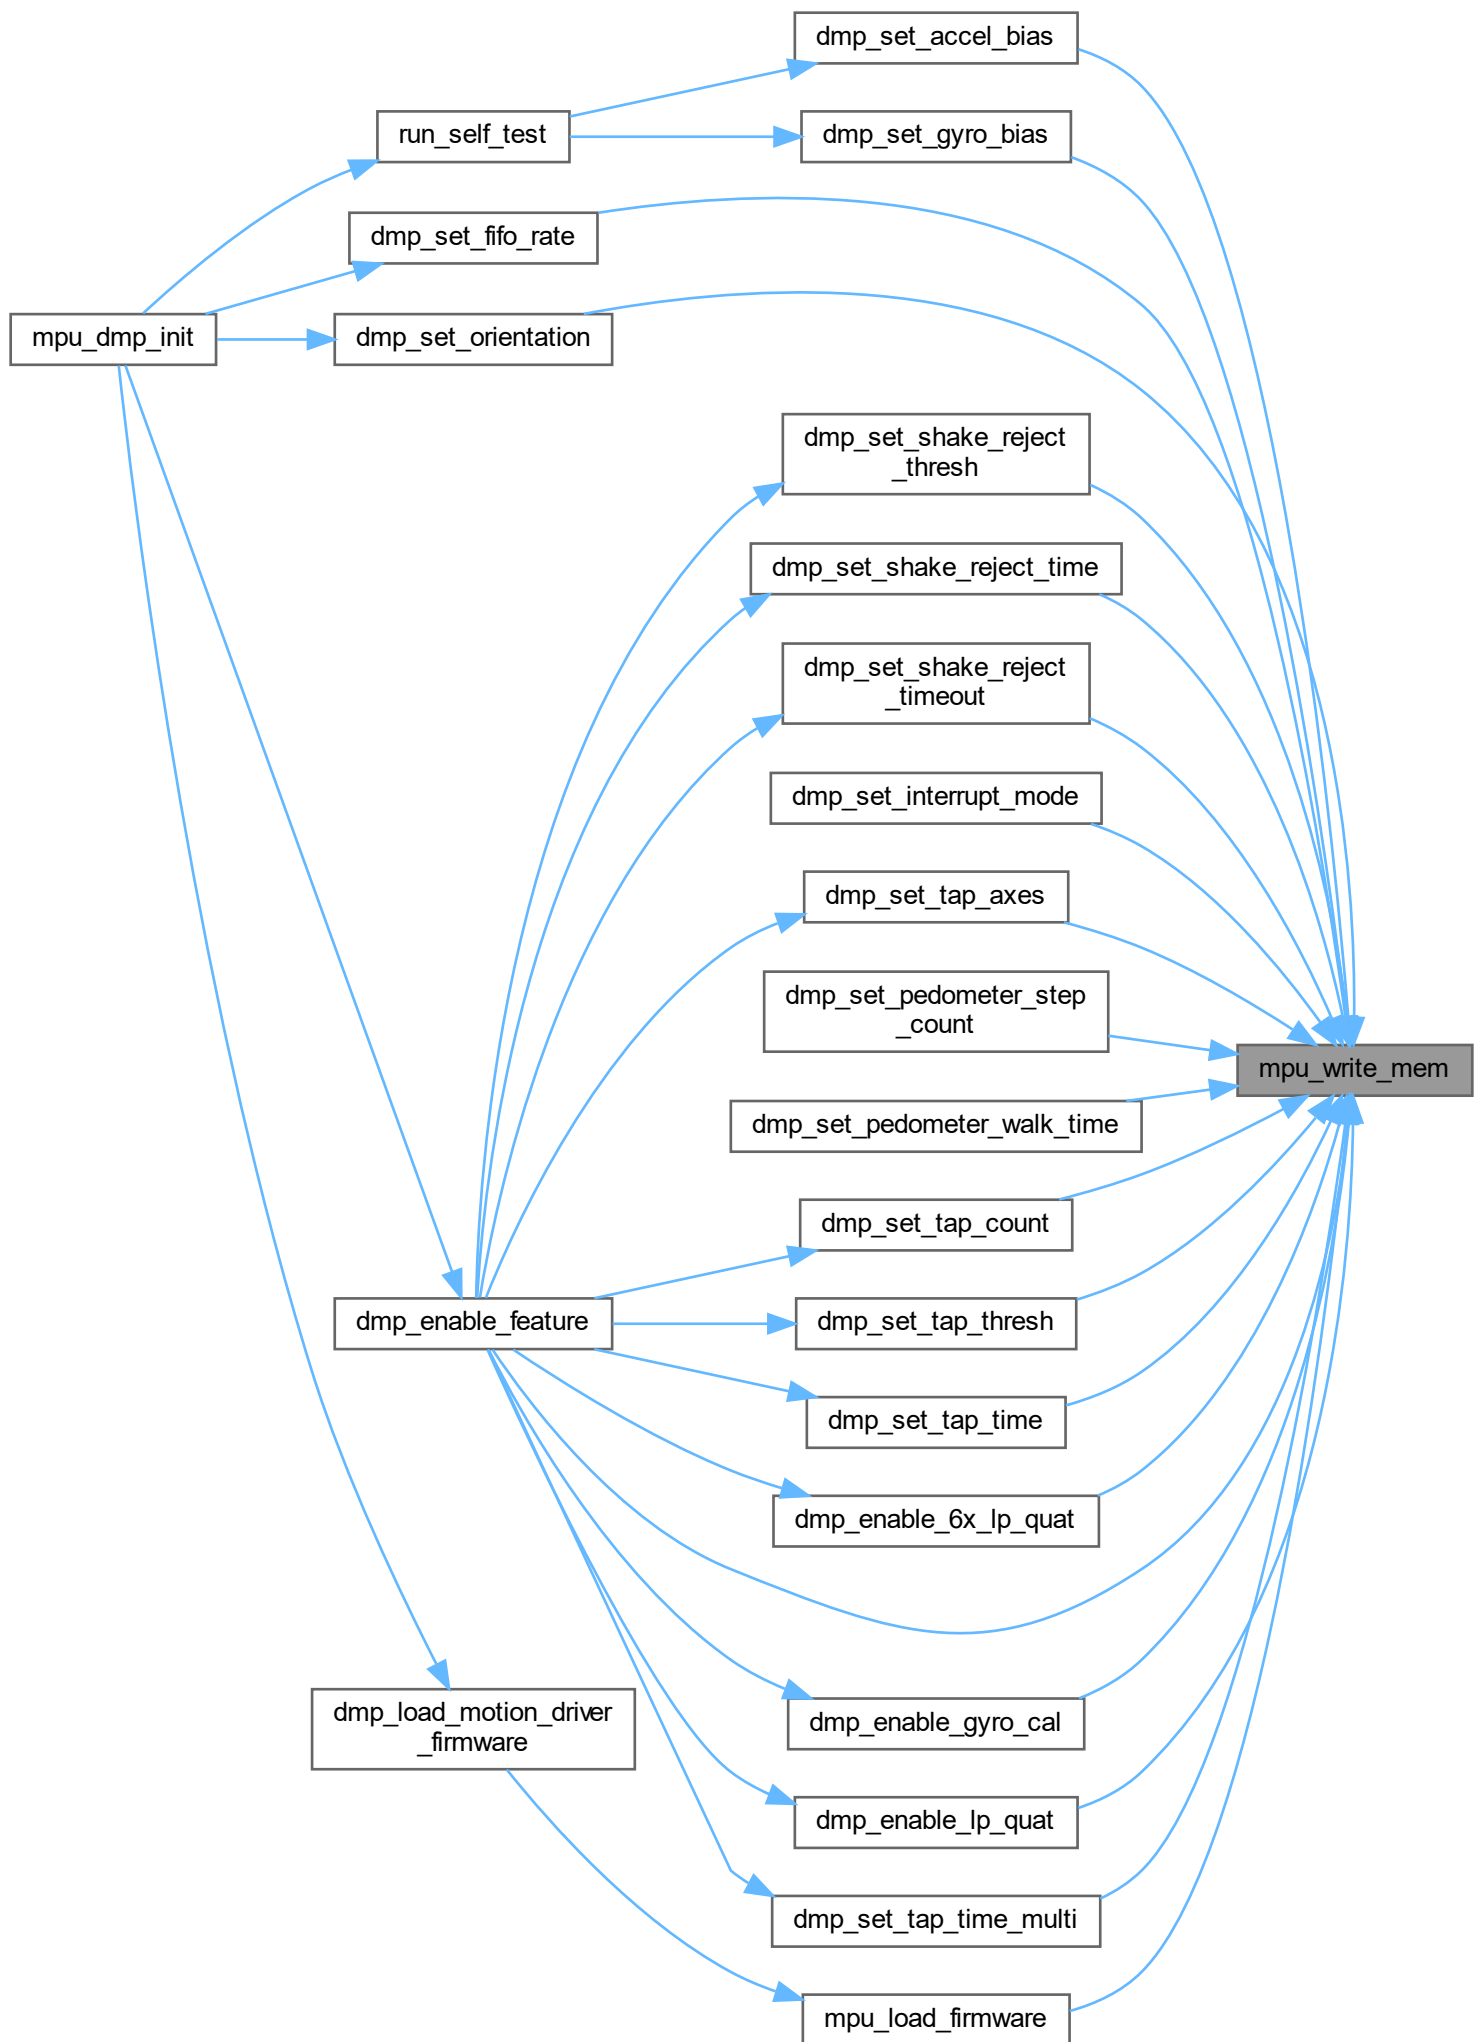 dmp_set_accel_bias
run_self_test
dmp_set_gyro_bias
dmp_set_fifo_rate
mpu_dmp_init
dmp_set_orientation
dmp_set_shake_reject
_thresh
dmp_set_shake_reject_time
dmp_set_shake_reject
_timeout
dmp_set_interrupt_mode
dmp_set_tap_axes
dmp_set_pedometer_step
_count
mpu_write_mem
dmp_set_pedometer_walk_time
dmp_set_tap_count
dmp_enable_feature
dmp_set_tap_thresh
dmp_set_tap_time
dmp_enable_6x_lp_quat
dmp_load_motion_driver
_firmware
dmp_enable_gyro_cal
dmp_enable_lp_quat
dmp_set_tap_time_multi
mpu_load_firmware